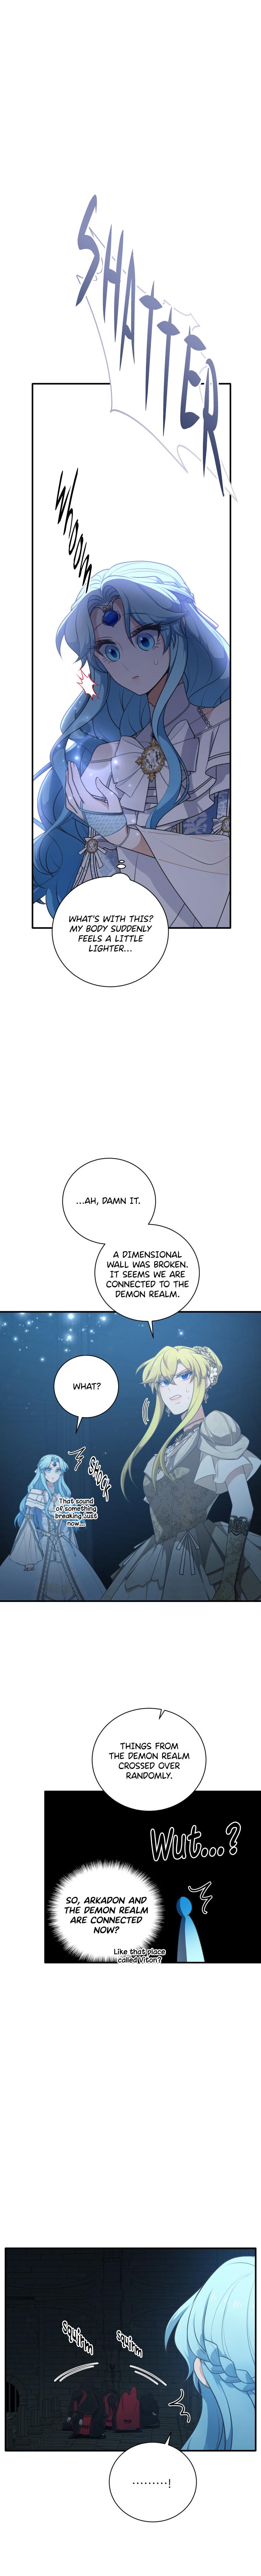 SHATTER
Whoom
WHAT'S WITH THIS?
MY BODY SUDDENLY
FEELS A LITTLE
LIGHTER...
...AH, DAMN IT.
A DIMENSIONAL
WALL WAS BROKEN.
IT SEEMS WE ARE
CONNECTED TO THE
DEMON REALM.
WHAT?
Shock
That sound
of something
breaking just
now...
THINGS FROM
THE DEMON REALM
CROSSED OVER
RANDOMLY.
Wut...?
SO, ARKADON AND
THE DEMON REALM
ARE CONNECTED
NOW?
Like that place
called Viton?
squirm
squirm
.........!